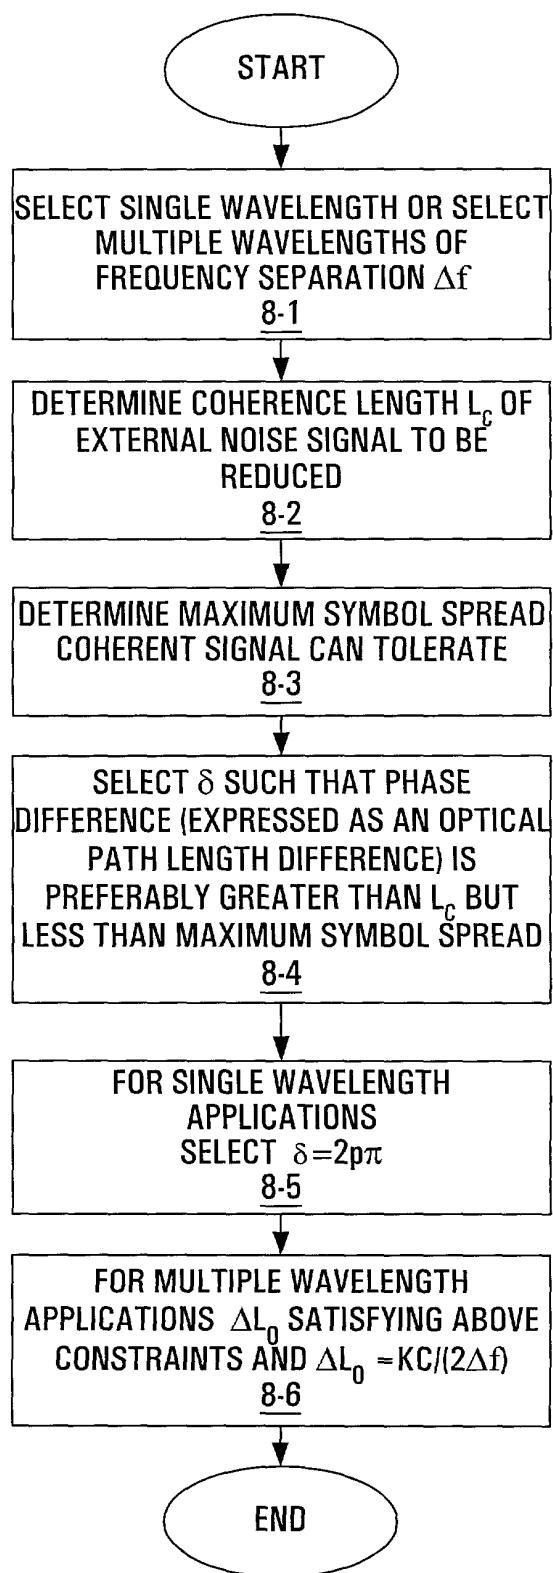 START
SELECT SINGLE WAVELENGTH OR SELECT
MULTIPLE WAVELENGTHS OF
FREQUENCY SEPARATION Δf
8-1
DETERMINE COHERENCE LENGTH L_C OF
EXTERNAL NOISE SIGNAL TO BE
REDUCED
8-2
DETERMINE MAXIMUM SYMBOL SPREAD
COHERENT SIGNAL CAN TOLERATE
8-3
SELECT δ SUCH THAT PHASE
DIFFERENCE (EXPRESSED AS AN OPTICAL
PATH LENGTH DIFFERENCE) IS
PREFERABLY GREATER THAN L_C BUT
LESS THAN MAXIMUM SYMBOL SPREAD
8-4
FOR SINGLE WAVELENGTH
APPLICATIONS
SELECT δ=2pπ
8-5
FOR MULTIPLE WAVELENGTH
APPLICATIONS ΔL_0 SATISFYING ABOVE
CONSTRAINTS AND ΔL_0 =KC/(2Δf)
8-6
END